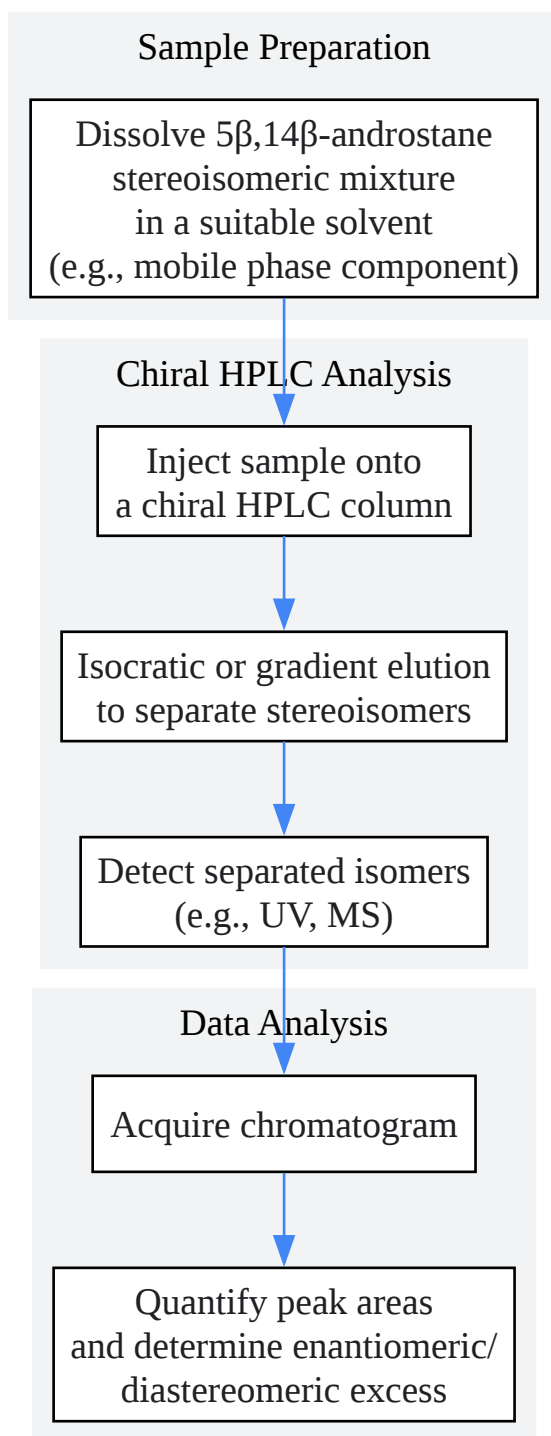 Sample Preparation
Dissolve 5β,14β-androstane
stereoisomeric mixture
in a suitable solvent
(e.g., mobile phase component)
Chiral HPLC Analysis
Inject sample onto
a chiral HPLC column
Isocratic or gradient elution
to separate stereoisomers
Detect separated isomers
(e.g., UV, MS)
Data Analysis
Acquire chromatogram
Quantify peak areas
and determine enantiomeric/
diastereomeric excess